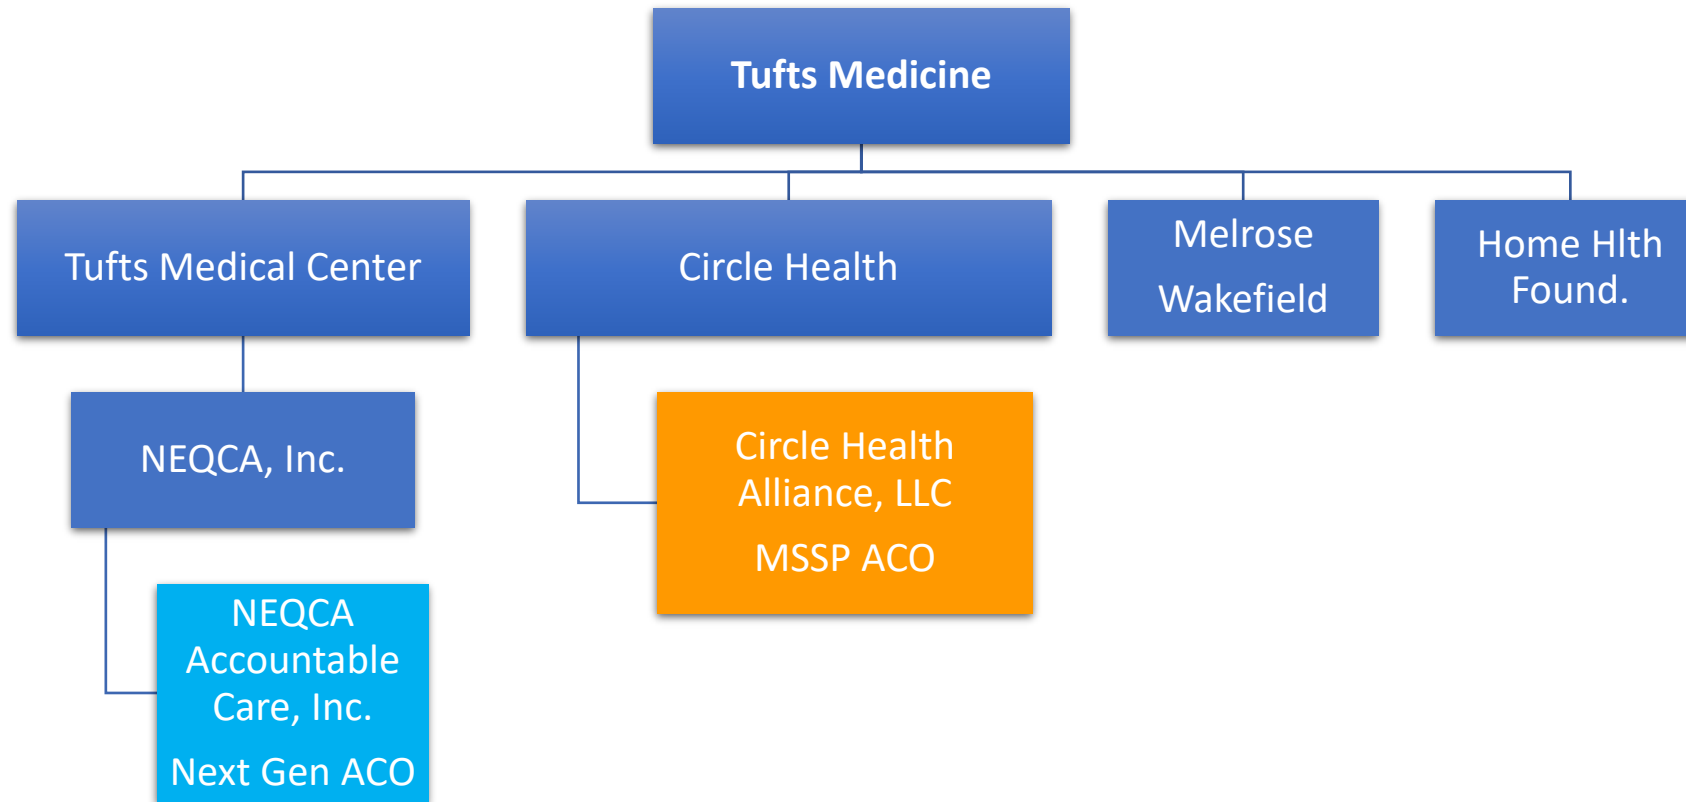 Tufts Medicine
Tufts Medical Center
Circle Health
Melrose
Wakefield
Home Hlth
Found.
NEQCA, Inc.
Circle Health
Alliance, LLC
MSSP ACO
NEQCA
Accountable
Care, Inc.
Next Gen ACO